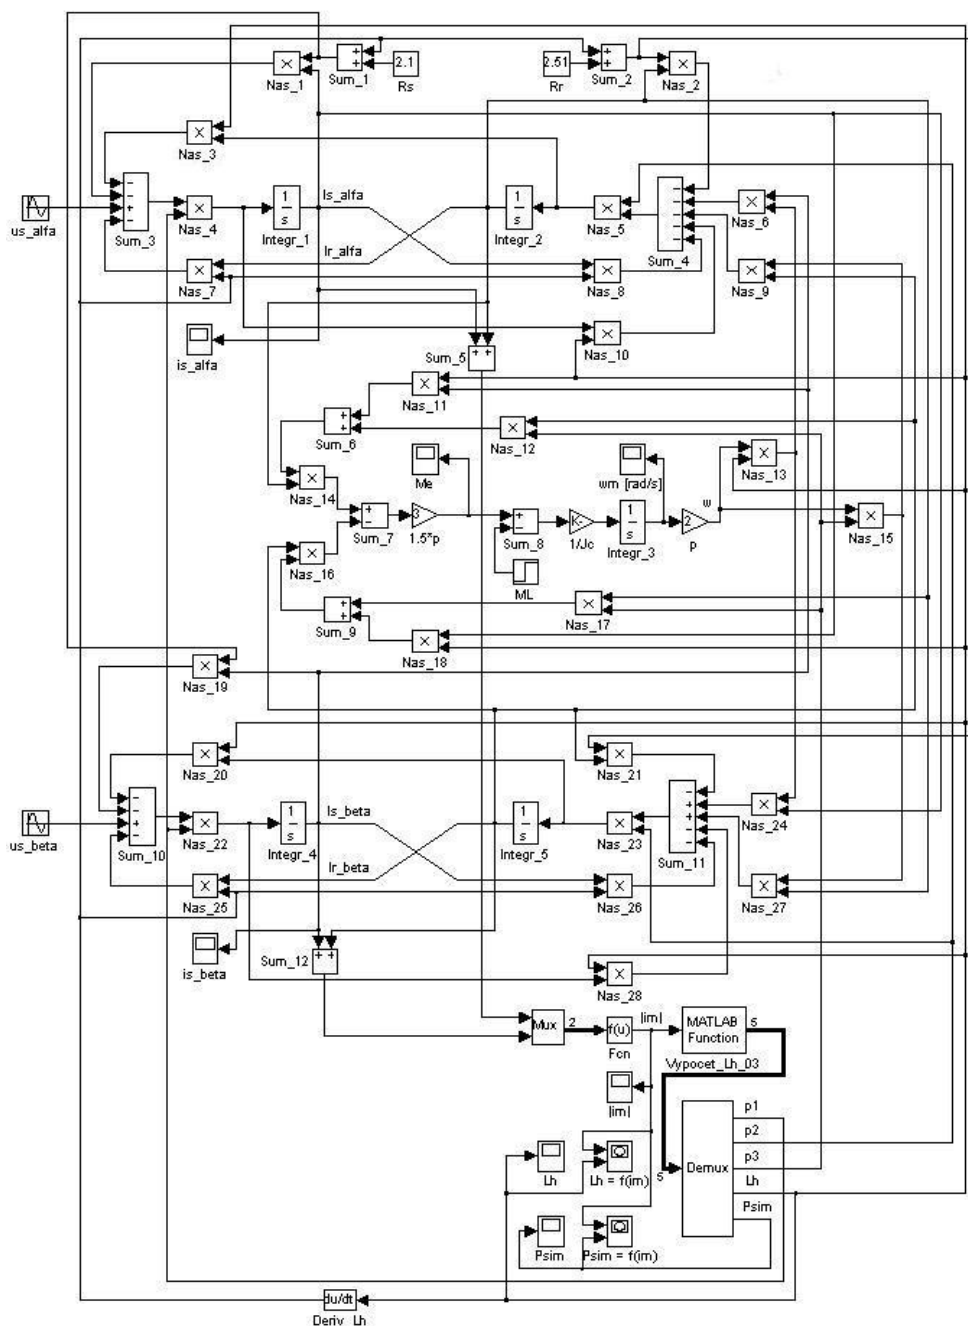 Nas_1
+
+
Sum_1
2.1
Rs
2.51
Rr
+
+
Sum_2
Nas_2
Nas_3
us_alfa
−
−
+
−
Sum_3
Nas_4
1
s
Integr_1
Is_alfa
Ir_alfa
1
s
Integr_2
Nas_5
−
−
−
−
−
Sum_4
Nas_6
Nas_7
Nas_8
Nas_9
is_alfa
Nas_10
Sum_5
+ +
Nas_11
+
+
Sum_6
Nas_12
Me
Nas_14
+
−
Sum_7
3
1.5*p
+
−
Sum_8
K-
1/Jc
wm [rad/s]
1
s
Integr_3
2
p
w
Nas_13
Nas_15
Nas_16
ML
+
+
Sum_9
Nas_17
Nas_18
Nas_19
Nas_20
Nas_21
us_beta
−
−
+
−
Sum_10
Nas_22
1
s
Integr_4
Is_beta
Ir_beta
1
s
Integr_5
Nas_23
−
+
+
−
−
Sum_11
Nas_24
Nas_25
Nas_26
Nas_27
is_beta
Sum_12
+ +
Nas_28
Mux
2
f(u)
Fcn
|im|
MATLAB
Function
5
Vypocet_Lh_03
|im|
5
Demux
p1
p2
p3
Lh
Psim
Lh
Lh = f(im)
Psim
Psim = f(im)
du/dt
Deriv_Lh